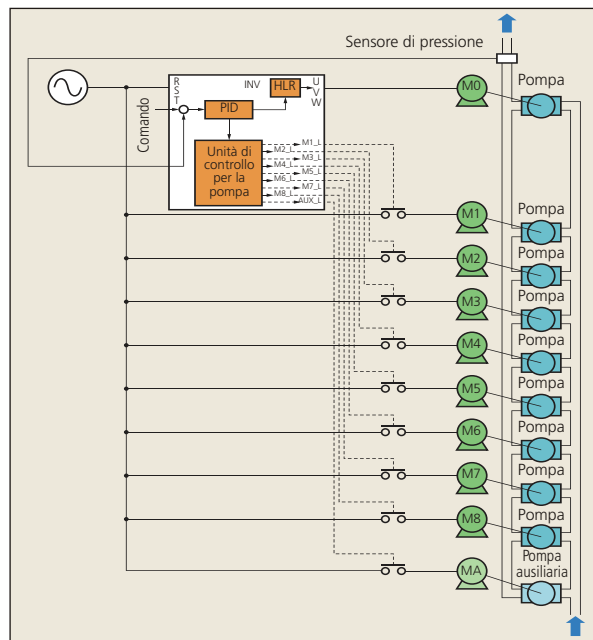 Sensore di pressione
Pompa
R
S
T
INV
HLR
U
V
W
M0
PID
Comando
Unità di
controllo
per la
pompa
M1_L
M2_L
M3_L
M4_L
M5_L
M6_L
M7_L
M8_L
AUX_L
M1
Pompa
M2
Pompa
M3
Pompa
M4
Pompa
M5
Pompa
M6
Pompa
M7
Pompa
M8
Pompa
MA
Pompa
ausiliaria